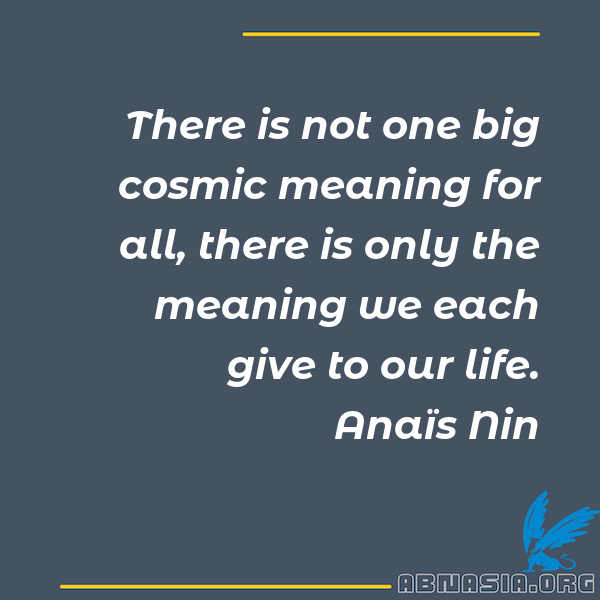 There is not one big
cosmic meaning for
all, there is only the
meaning we each
give to our life.
Anaïs Nin
ABNASIA.ORG